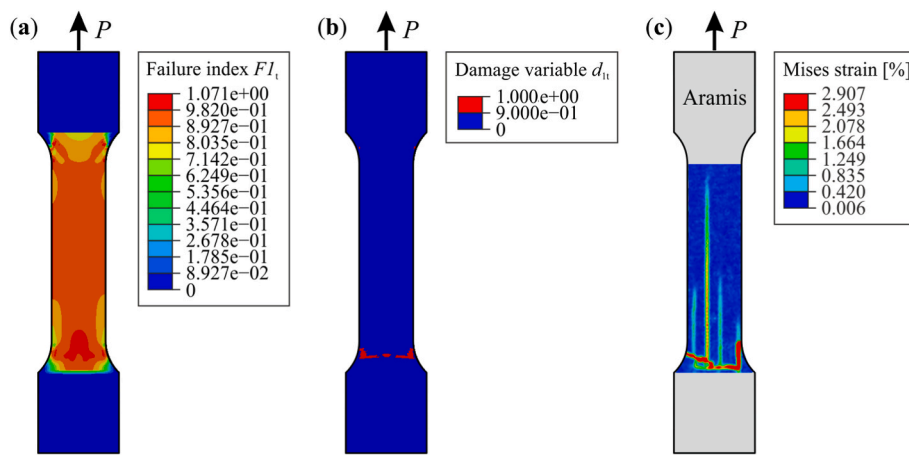 (a)
P
Failure index F1t
1.071e+00
9.820e−01
8.927e−01
8.035e−01
7.142e−01
6.249e−01
5.356e−01
4.464e−01
3.571e−01
2.678e−01
1.785e−01
8.927e−02
0
(b)
P
Damage variable d1t
1.000e+00
9.000e−01
0
(c)
P
Aramis
Mises strain [%]
2.907
2.493
2.078
1.664
1.249
0.835
0.420
0.006